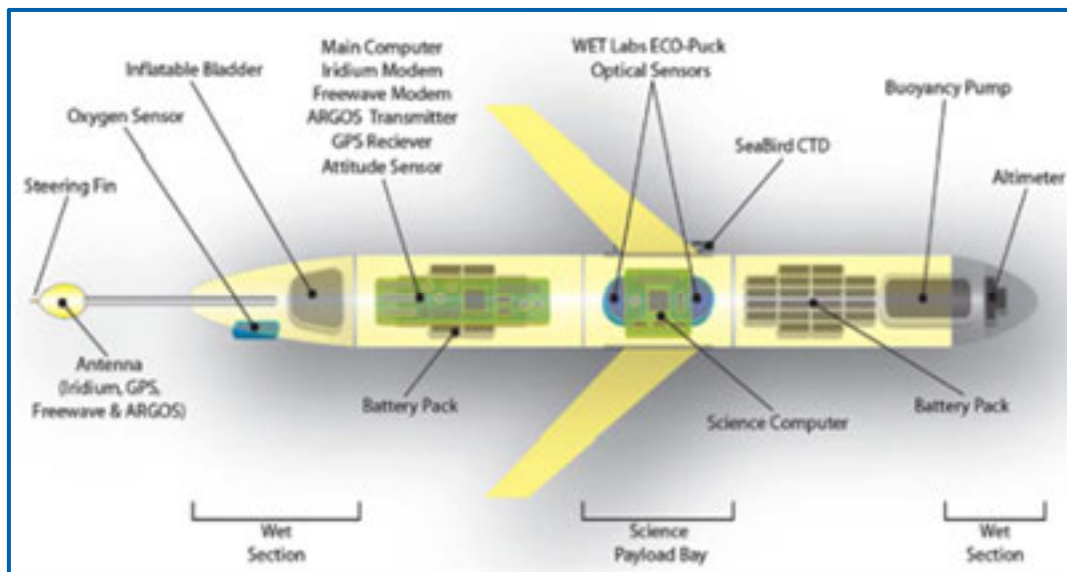 Main Computer
Iridium Modem
Freewave Modem
ARGOS Transmitter
GPS Reciever
Attitude Sensor
Inflatable Bladder
Oxygen Sensor
Steering Fin
WET Labs ECO-Puck
Optical Sensors
Buoyancy Pump
SeaBird CTD
Altimeter
Antenna
(Iridium, GPS,
Freewave & ARGOS)
Battery Pack
Science Computer
Battery Pack
Wet
Section
Science
Payload Bay
Wet
Section